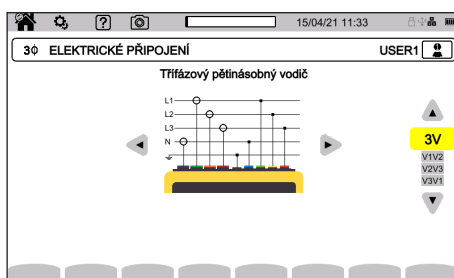 ? 15/04/21 11:33
3ϕ ELEKTRICKÉ PŘIPOJENÍ USER1
Třífázový pětinásobný vodič
L1
L2
L3
N
3V
V1V2
V2V3
V3V1